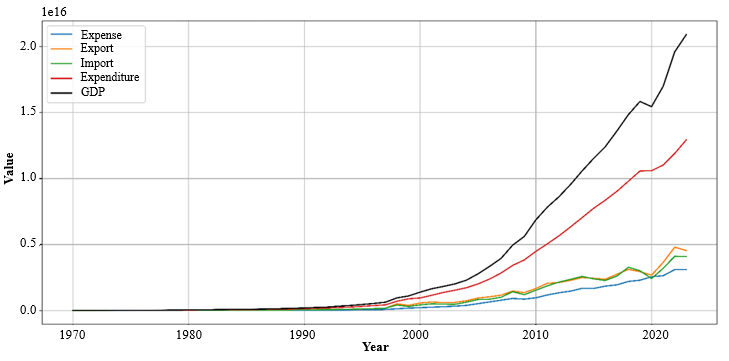 1e16
Expense
Export
Import
Expenditure
GDP
2.0
1.5
1.0
0.5
0.0
Value
1970
1980
1990
2000
2010
2020
Year